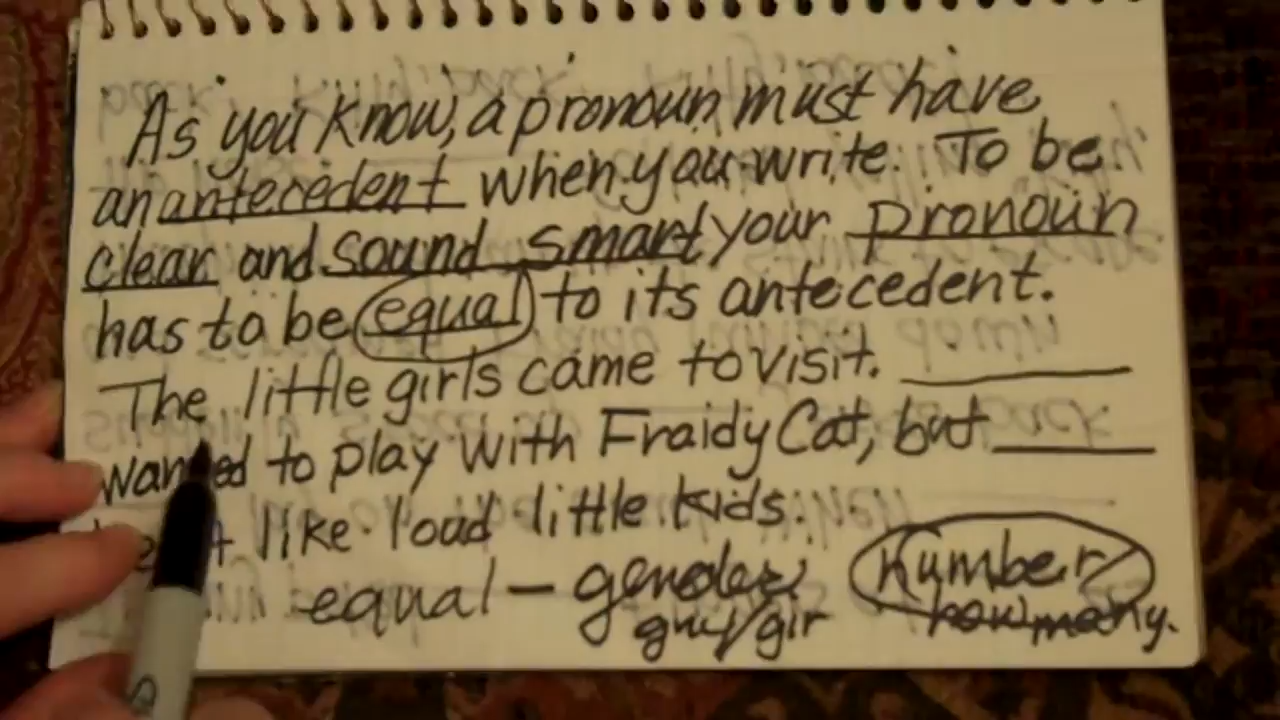 As you know, a pronoun must have
an antecedent when you write. To be
clear and sound smart your pronoun
has to be equal to its antecedent.
The little girls came to visit. ______
wanted to play with Fraidy Cat, but ______
like loud little kids.
equal - gender Number
guy/girl how many.